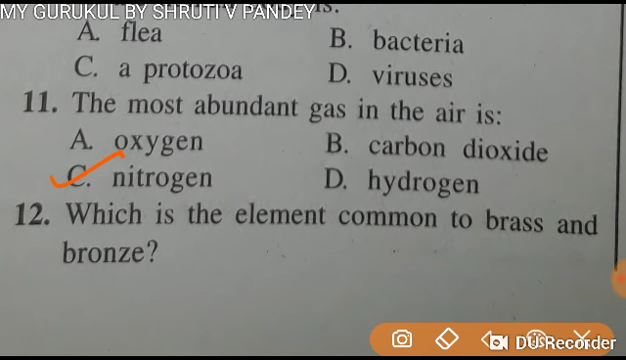 MY GURUKUL BY SHRUTI V PANDEY
A. flea B. bacteria
C. a protozoa D. viruses
11. The most abundant gas in the air is:
A. oxygen B. carbon dioxide
C. nitrogen D. hydrogen
12. Which is the element common to brass and
bronze?
DU Recorder